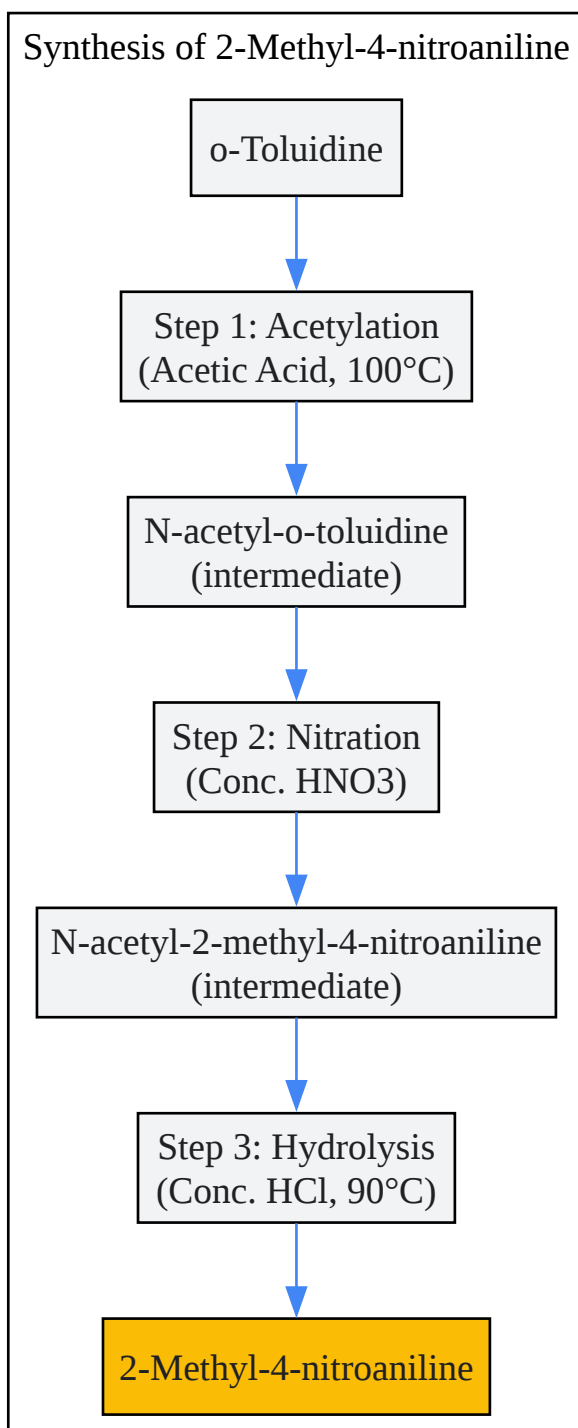 Synthesis of 2-Methyl-4-nitroaniline
o-Toluidine
Step 1: Acetylation
(Acetic Acid, 100°C)
N-acetyl-o-toluidine
(intermediate)
Step 2: Nitration
(Conc. HNO3)
N-acetyl-2-methyl-4-nitroaniline
(intermediate)
Step 3: Hydrolysis
(Conc. HCl, 90°C)
2-Methyl-4-nitroaniline